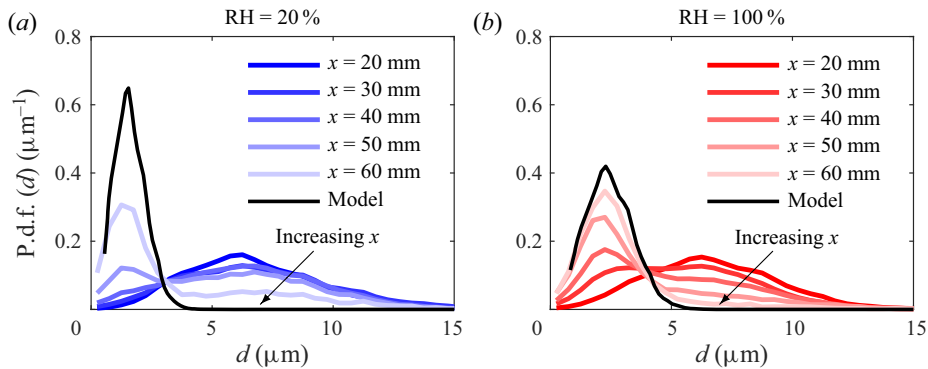 (a) RH = 20 %
0.8
0.6
0.4
0.2
0 5 10 15
P.d.f. (d) (μm⁻¹)
d (μm)
x = 20 mm
x = 30 mm
x = 40 mm
x = 50 mm
x = 60 mm
Model
Increasing x
(b) RH = 100 %
0.8
0.6
0.4
0.2
0 5 10 15
d (μm)
x = 20 mm
x = 30 mm
x = 40 mm
x = 50 mm
x = 60 mm
Model
Increasing x